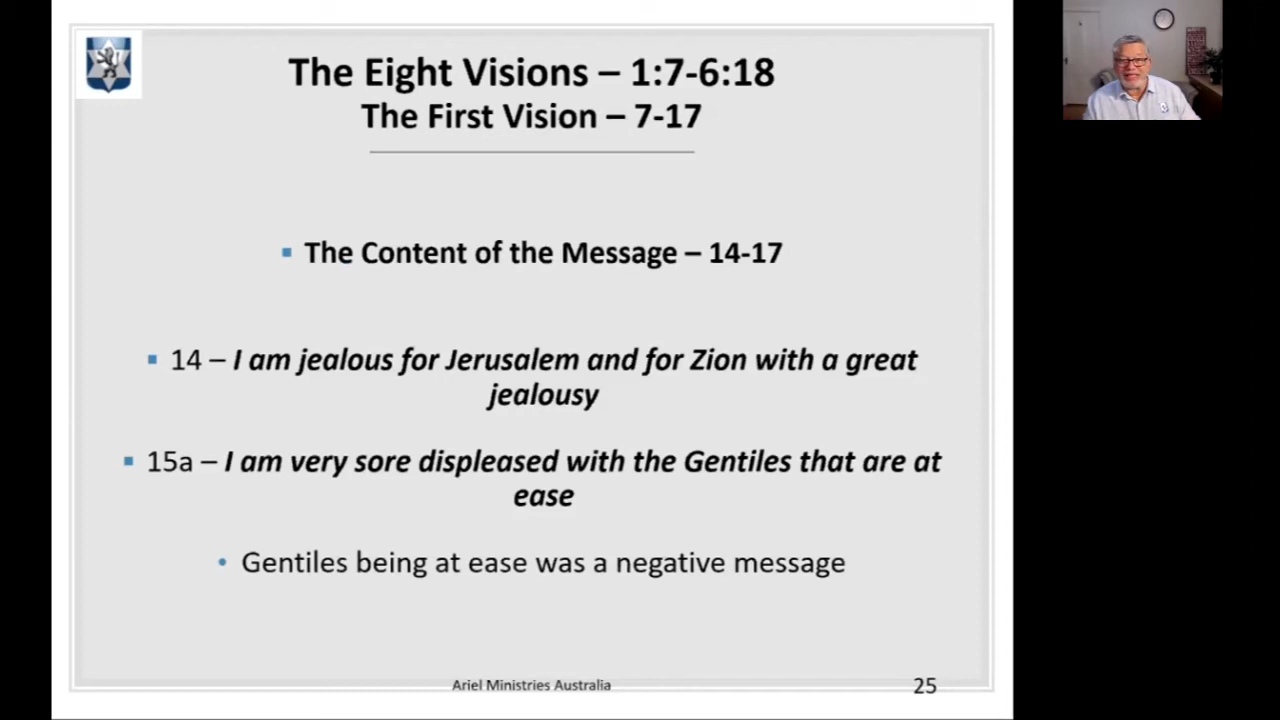 The Eight Visions – 1:7-6:18
The First Vision – 7-17
▪ The Content of the Message – 14-17
▪ 14 – I am jealous for Jerusalem and for Zion with a great
jealousy
▪ 15a – I am very sore displeased with the Gentiles that are at
ease
• Gentiles being at ease was a negative message
Ariel Ministries Australia
25